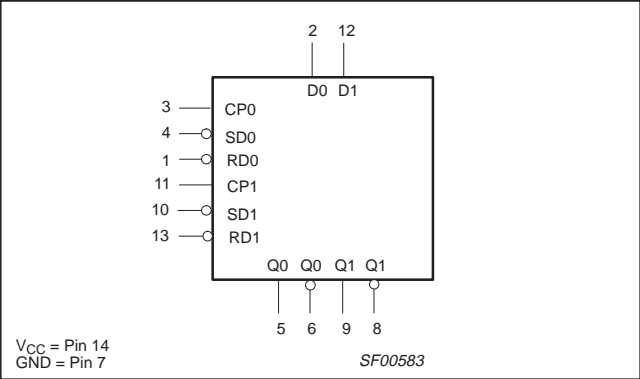 2 12
D0 D1
3 CP0
4 SD0
1 RD0
11 CP1
10 SD1
13 RD1
Q0 Q0 Q1 Q1
5 6 9 8
VCC = Pin 14
GND = Pin 7
SF00583